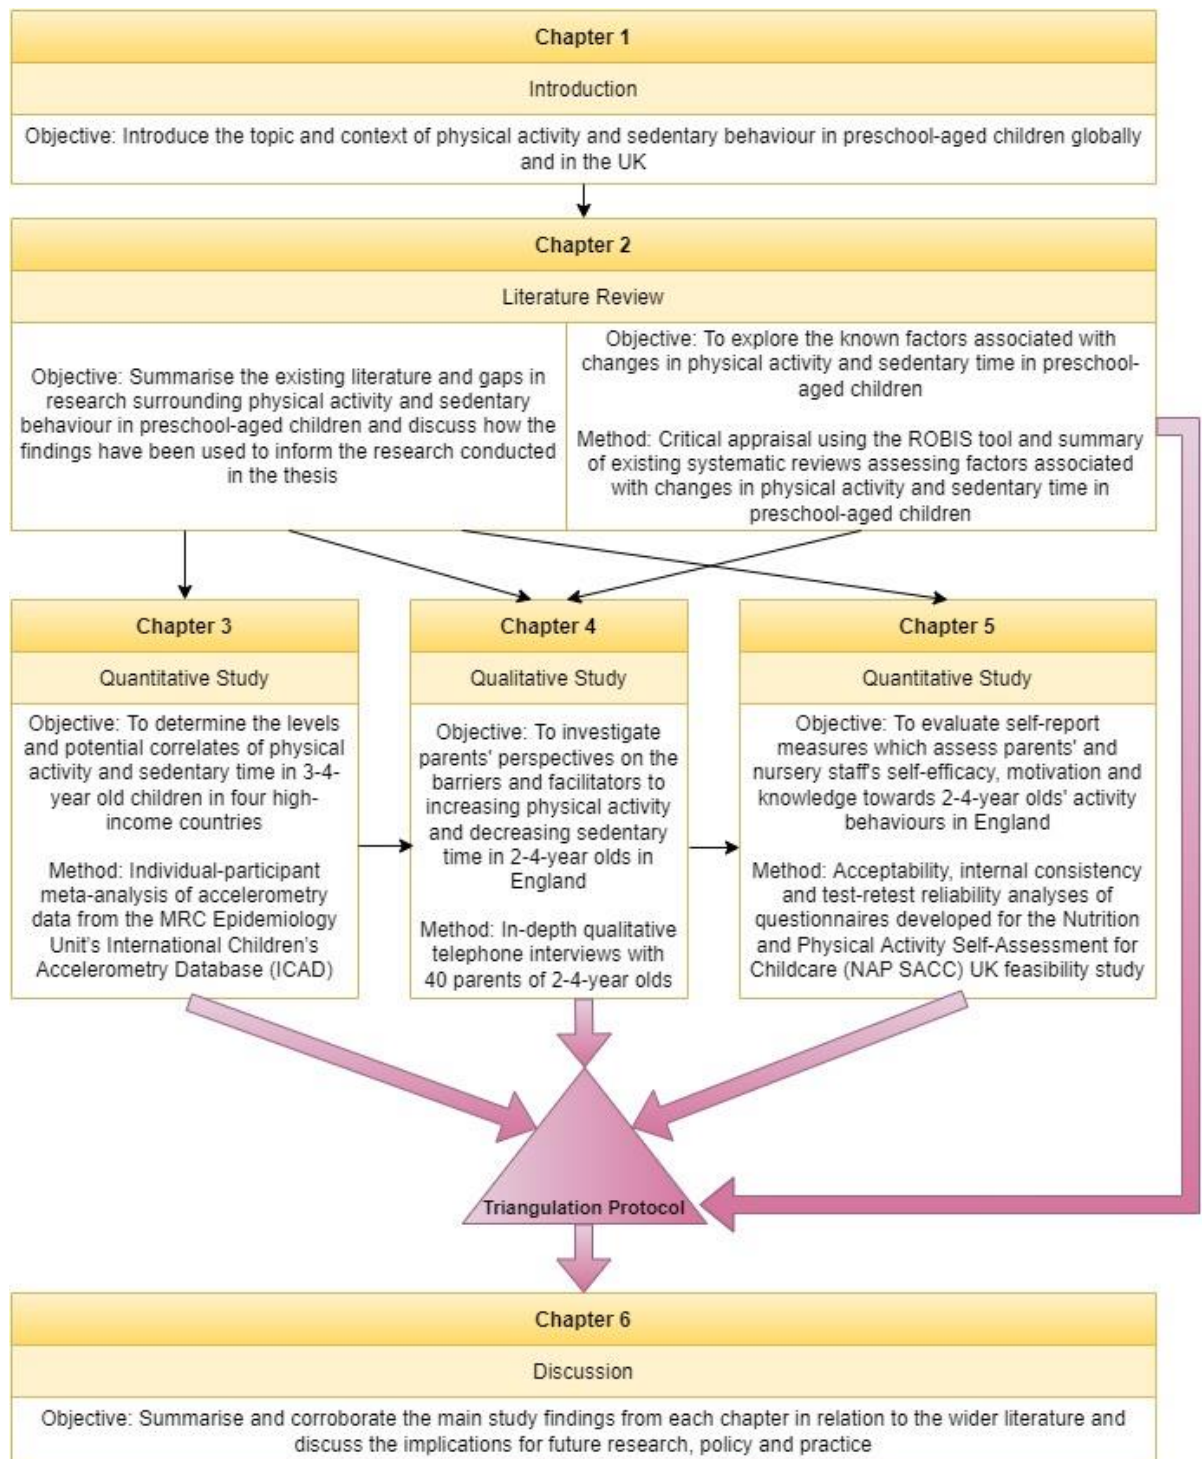 Chapter 1
Introduction
Objective: Introduce the topic and context of physical activity and sedentary behaviour in preschool-aged children globally
and in the UK
Chapter 2
Literature Review
Objective: Summarise the existing literature and gaps in
research surrounding physical activity and sedentary
behaviour in preschool-aged children and discuss how the
findings have been used to inform the research conducted
in the thesis
Objective: To explore the known factors associated with
changes in physical activity and sedentary time in preschool-
aged children
Method: Critical appraisal using the ROBIS tool and summary
of existing systematic reviews assessing factors associated
with changes in physical activity and sedentary time in
preschool-aged children
Chapter 3
Quantitative Study
Objective: To determine the levels
and potential correlates of physical
activity and sedentary time in 3-4-
year old children in four high-
income countries
Method: Individual-participant
meta-analysis of accelerometry
data from the MRC Epidemiology
Unit's International Children's
Accelerometry Database (ICAD)
Chapter 4
Qualitative Study
Objective: To investigate
parents' perspectives on the
barriers and facilitators to
increasing physical activity
and decreasing sedentary
time in 2-4-year olds in
England
Method: In-depth qualitative
telephone interviews with
40 parents of 2-4-year olds
Chapter 5
Quantitative Study
Objective: To evaluate self-report
measures which assess parents' and
nursery staff's self-efficacy, motivation and
knowledge towards 2-4-year olds' activity
behaviours in England
Method: Acceptability, internal consistency
and test-retest reliability analyses of
questionnaires developed for the Nutrition
and Physical Activity Self-Assessment for
Childcare (NAP SACC) UK feasibility study
Triangulation Protocol
Chapter 6
Discussion
Objective: Summarise and corroborate the main study findings from each chapter in relation to the wider literature and
discuss the implications for future research, policy and practice